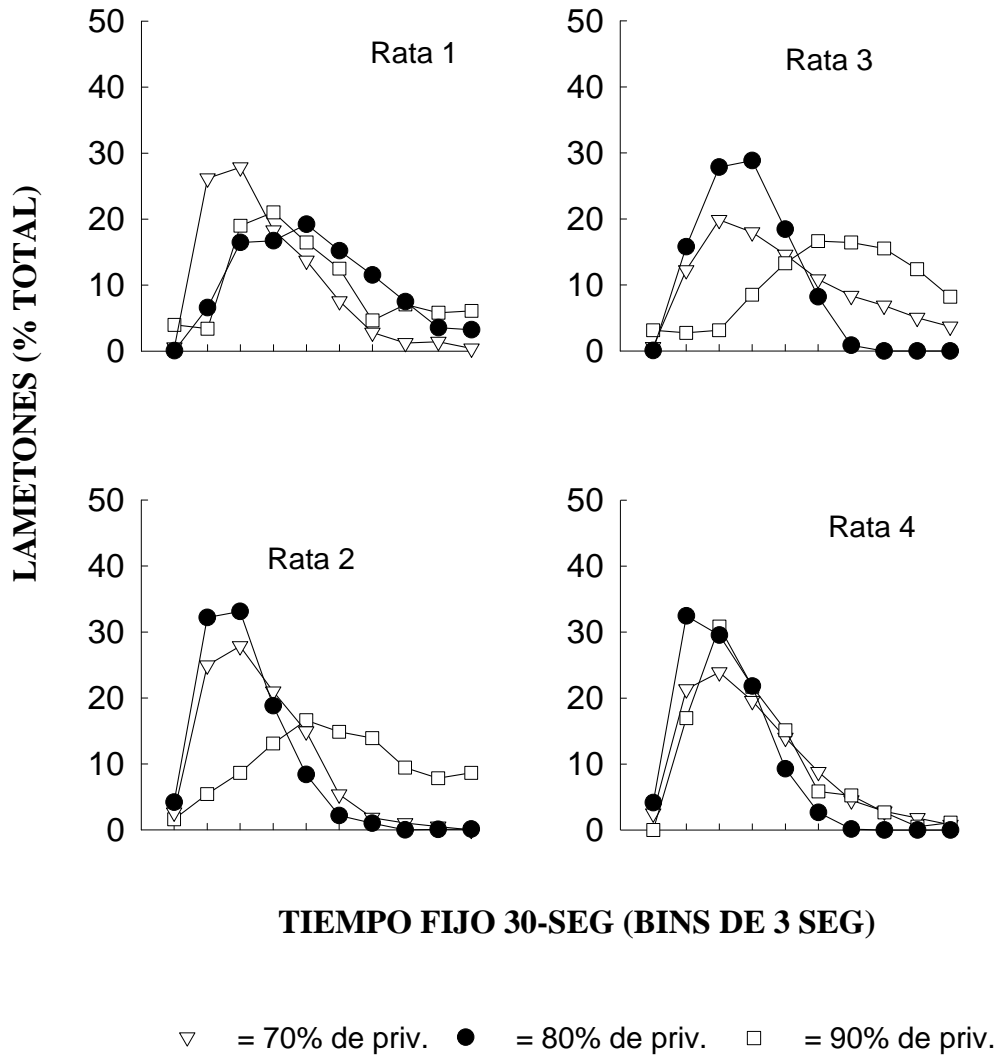 50
40
30
20
10
0
Rata 1
50
40
30
20
10
0
Rata 3
LAMETONES (% TOTAL)
50
40
30
20
10
0
Rata 2
50
40
30
20
10
0
Rata 4
TIEMPO FIJO 30-SEG (BINS DE 3 SEG)
= 70% de priv.
= 80% de priv.
= 90% de priv.